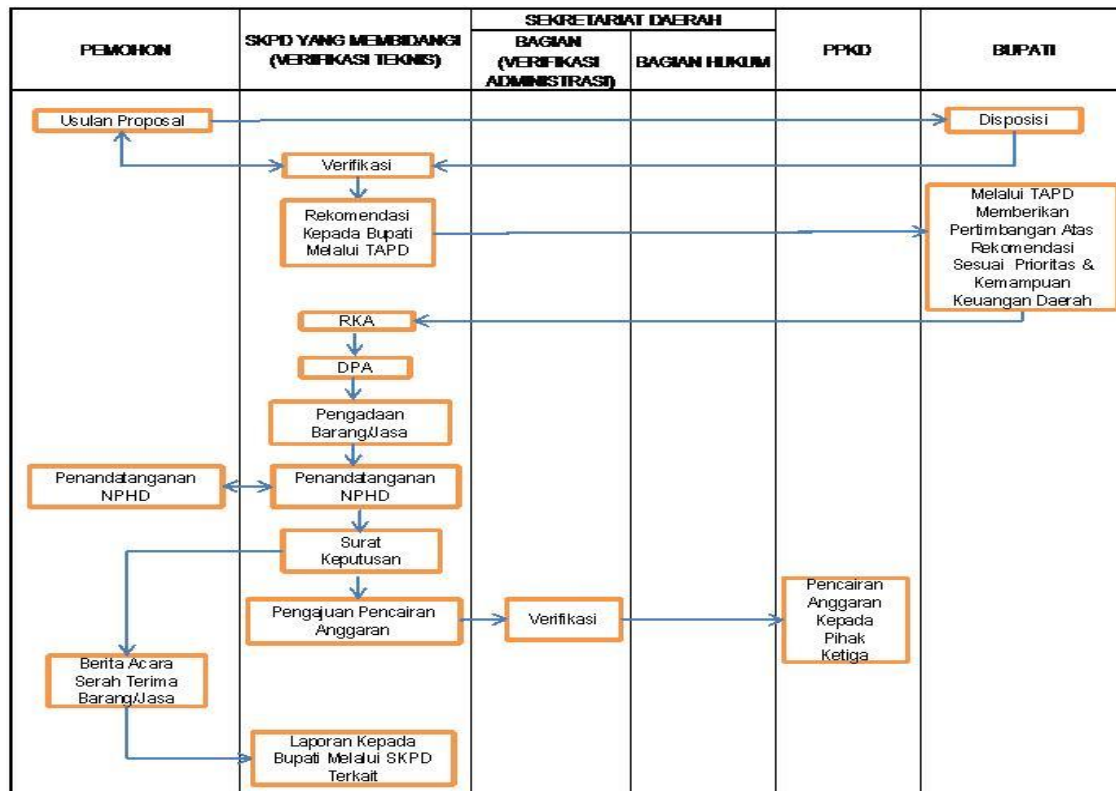 SEKRETARIAT DAERAH
PEMOHON
SKPD YANG MEMBIDANGI
(VERIFIKASI TEKNIS)
BAGIAN
(VERIFIKASI
ADMINISTRASI)
BAGIAN HUKUM
PPKD
BUPATI
Usulan Proposal
Disposisi
Verifikasi
Rekomendasi
Kepada Bupati
Melalui TAPD
Melalui TAPD
Memberikan
Pertimbangan Atas
Rekomendasi
Sesuai Prioritas &
Kemampuan
Keuangan Daerah
RKA
DPA
Pengadaan
Barang/Jasa
Penandatanganan
NPHD
Penandatanganan
NPHD
Surat
Keputusan
Pengajuan Pencairan
Anggaran
Verifikasi
Pencairan
Anggaran
Kepada
Pihak
Ketiga
Berita Acara
Serah Terima
Barang/Jasa
Laporan Kepada
Bupati Melalui SKPD
Terkait